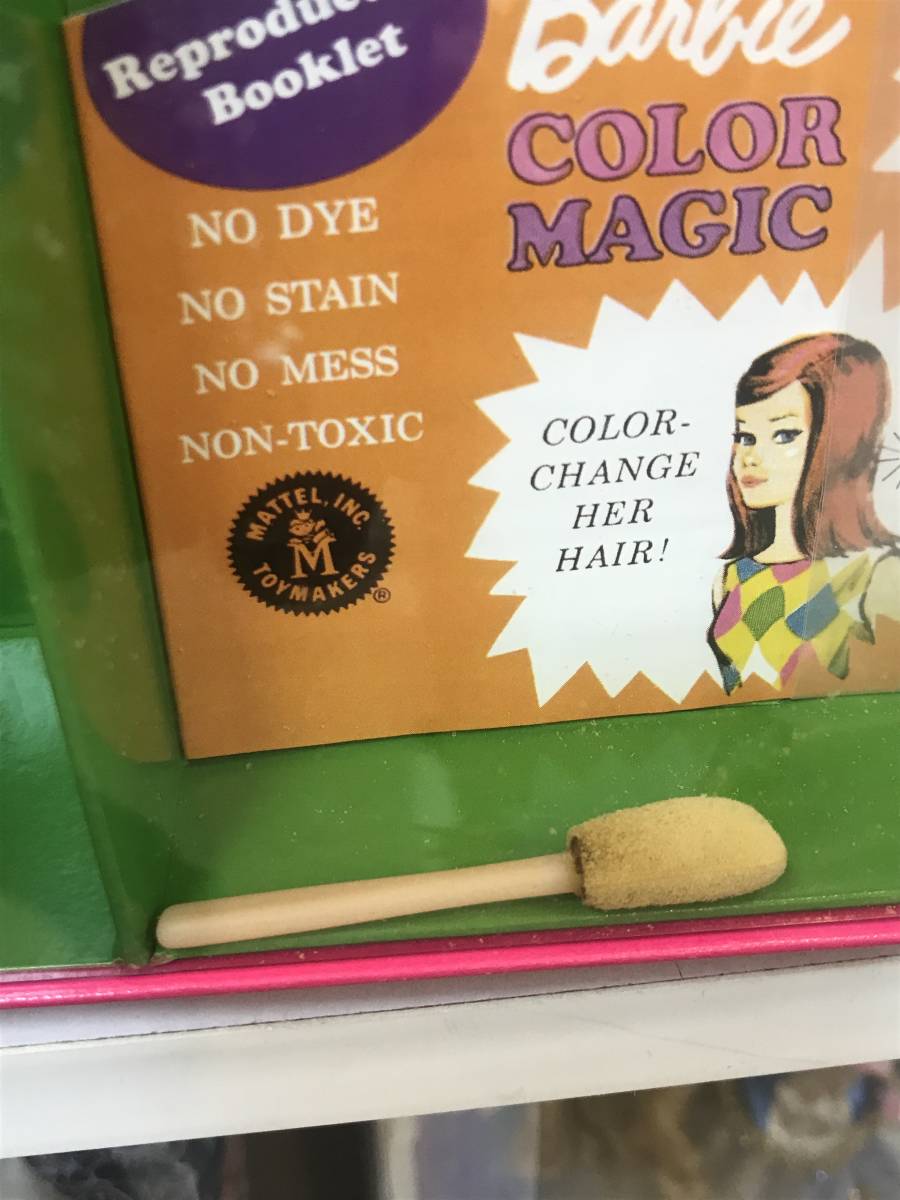 Booklet
NO DYE
NO STAIN
NO MESS
NON-TOXIC
MATTEL, INC.
M
TOYMAKERS
®
Barbie
COLOR
MAGIC
COLOR-
CHANGE
HER
HAIR!